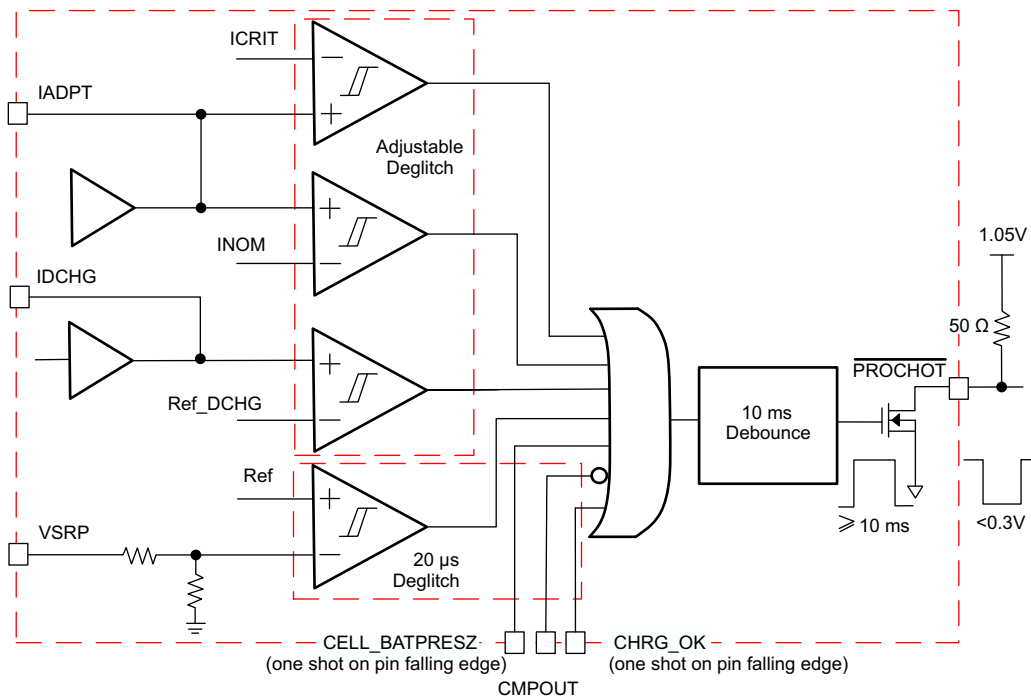 ICRIT
IADPT
Adjustable
Deglitch
INOM
1.05V
IDCHG
50 Ω
PROCHOT
Ref_DCHG
10 ms
Debounce
Ref
VSRP
20 µs
Deglitch
⩾ 10 ms
<0.3V
CELL_BATPRESZ
(one shot on pin falling edge)
CHRG_OK
(one shot on pin falling edge)
CMPOUT